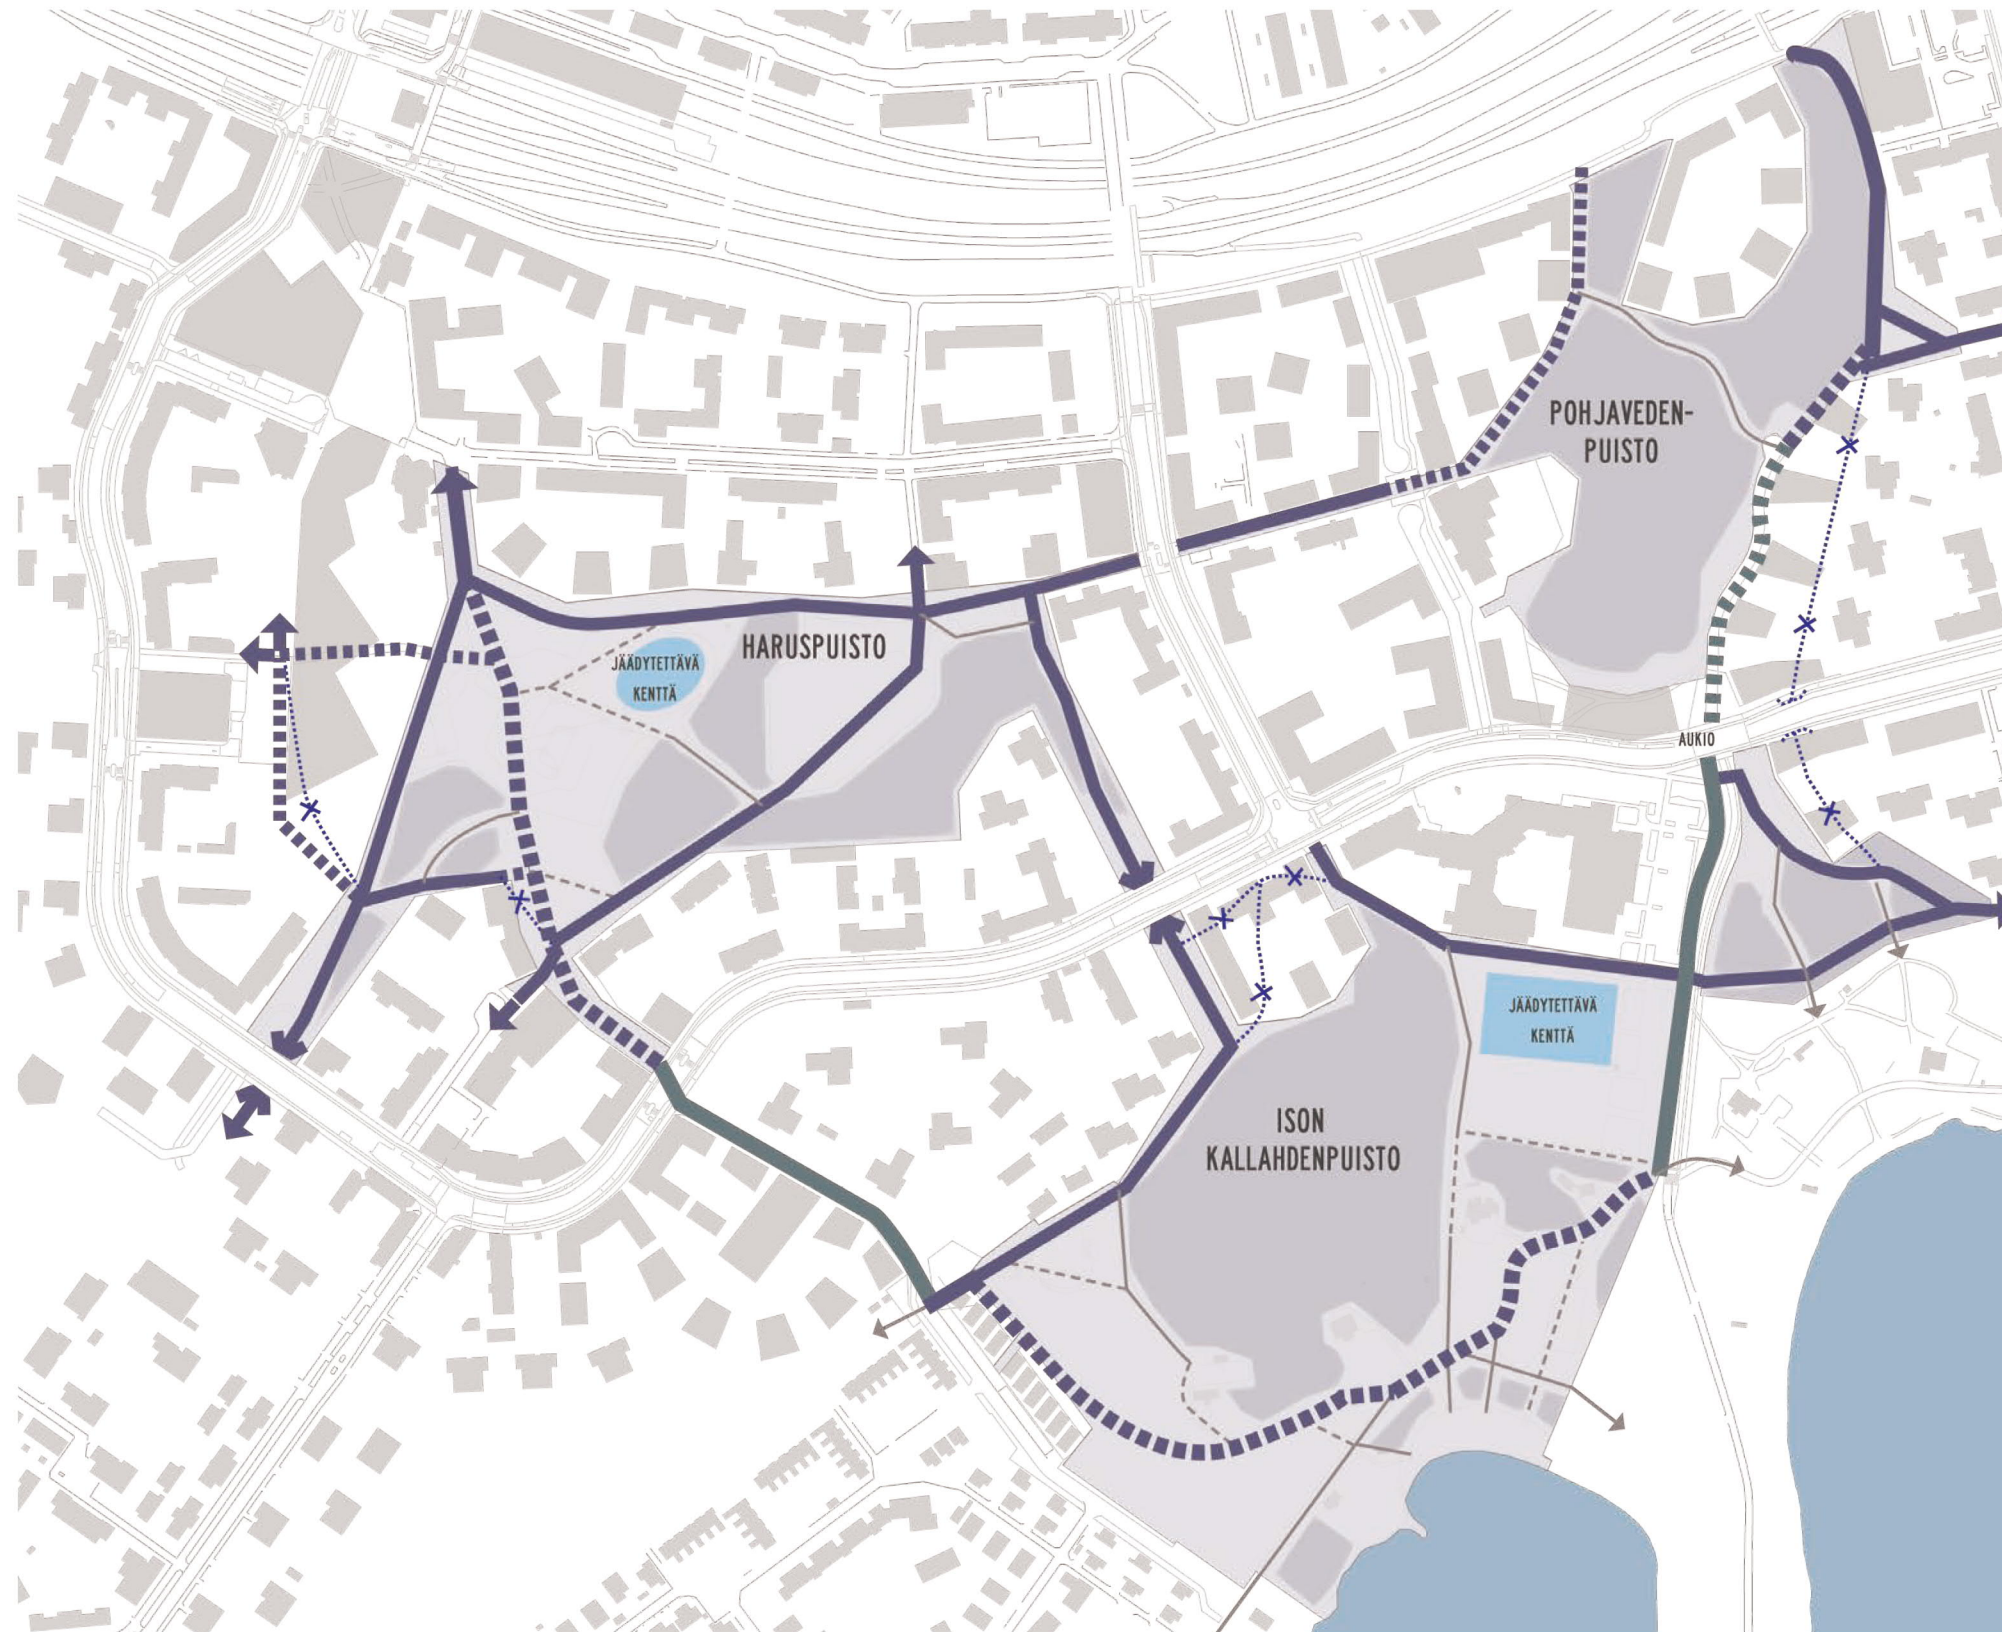 POHJAVEDEN-
PUISTO
HARUSPUISTO
JÄÄDYTETTÄVÄ
KENTTÄ
AUKIO
JÄÄDYTETTÄVÄ
KENTTÄ
ISON
KALLAHDENPUISTO